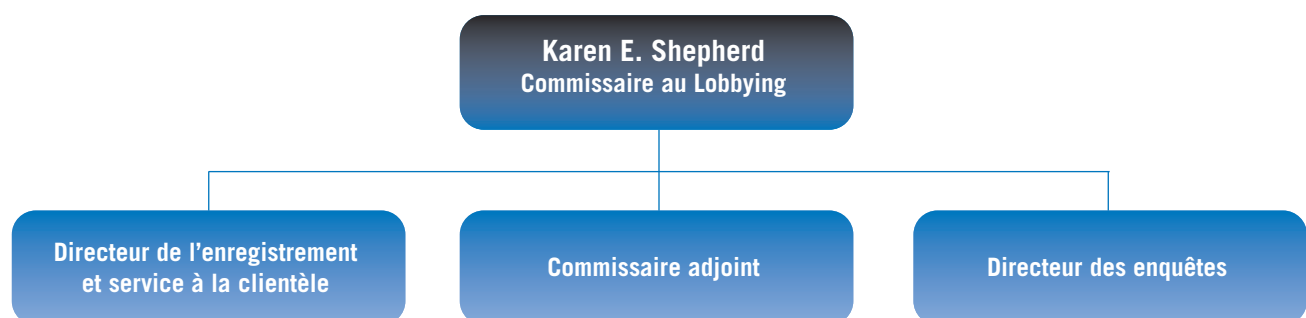 Karen E. Shepherd
Commissaire au Lobbying
Directeur de l’enregistrement
et service à la clientèle
Commissaire adjoint
Directeur des enquêtes